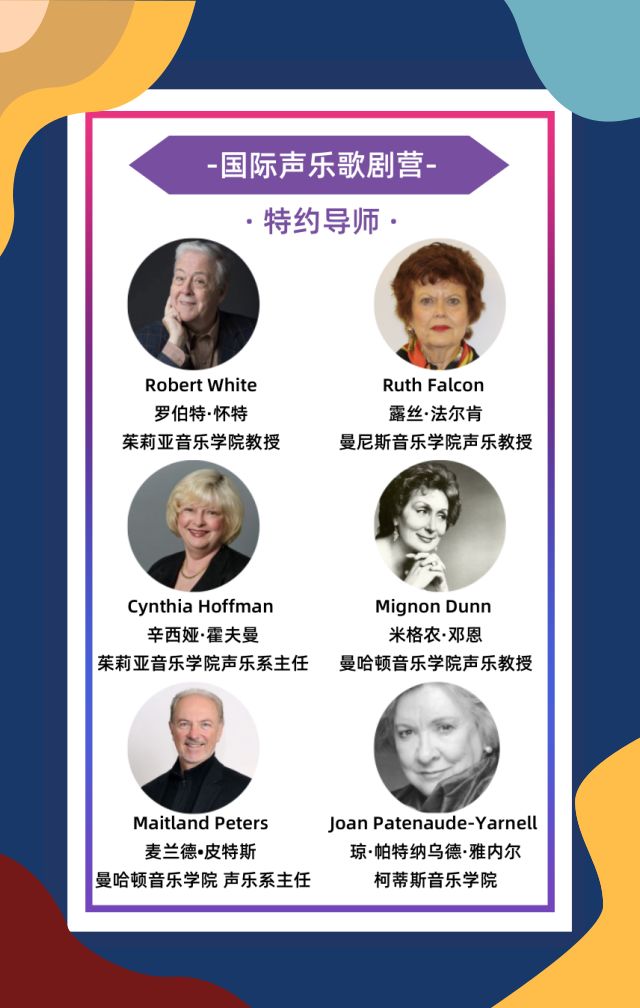 -国际声乐歌剧营-
· 特约导师 ·
Robert White
罗伯特·怀特
茱莉亚音乐学院教授
Ruth Falcon
露丝·法尔肯
曼尼斯音乐学院声乐教授
Cynthia Hoffman
辛西娅·霍夫曼
茱莉亚音乐学院声乐系主任
Mignon Dunn
米格农·邓恩
曼哈顿音乐学院声乐教授
Maitland Peters
麦兰德•皮特斯
曼哈顿音乐学院 声乐系主任
Joan Patenaude-Yarnell
琼·帕特纳乌德·雅内尔
柯蒂斯音乐学院